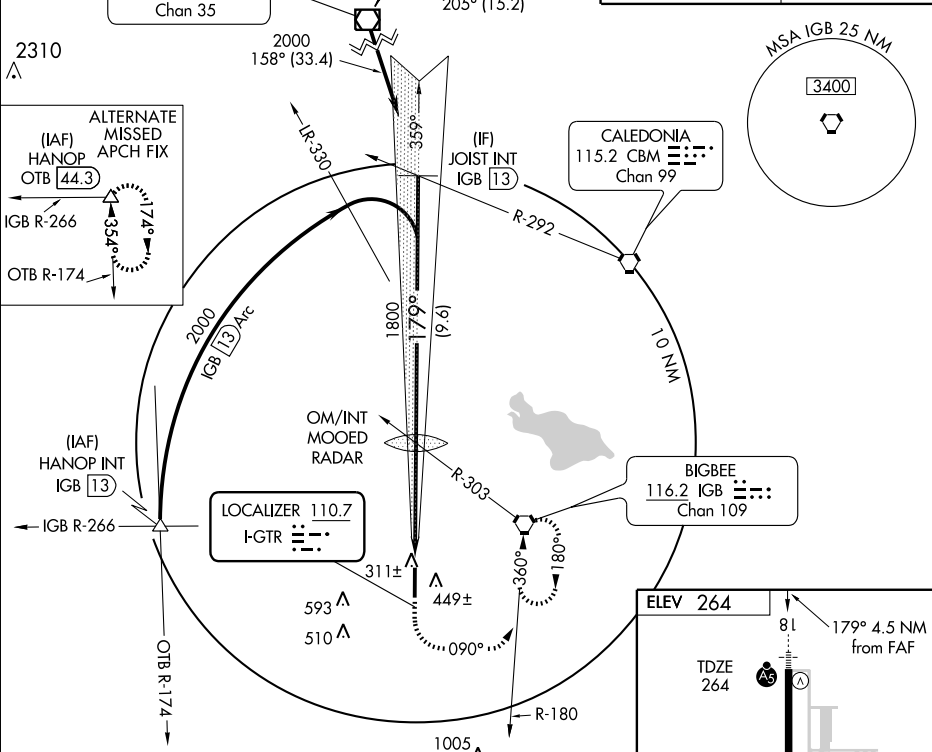 Chan 35
205° (15.2)
2310
2000
158° (33.4)
MSA IGB 25 NM
3400
ALTERNATE
MISSED
APCH FIX
(IAF)
HANOP
OTB 44.3
IGB R-266
174°
354°
OTB R-174
LR-330
359°
(IF)
JOIST INT
IGB 13
R-292
CALEDONIA
115.2 CBM
Chan 99
2000
IGB 13 Arc
1800
179°
(9.6)
10 NM
OM/INT
MOOED
RADAR
R-303
(IAF)
HANOP INT
IGB 13
IGB R-266
LOCALIZER 110.7
I-GTR
BIGBEE
116.2 IGB
Chan 109
360°
180°
311±
449±
593
510
090°
OTB R-174
R-180
1005
ELEV 264
18
179° 4.5 NM
from FAF
TDZE
264
A5